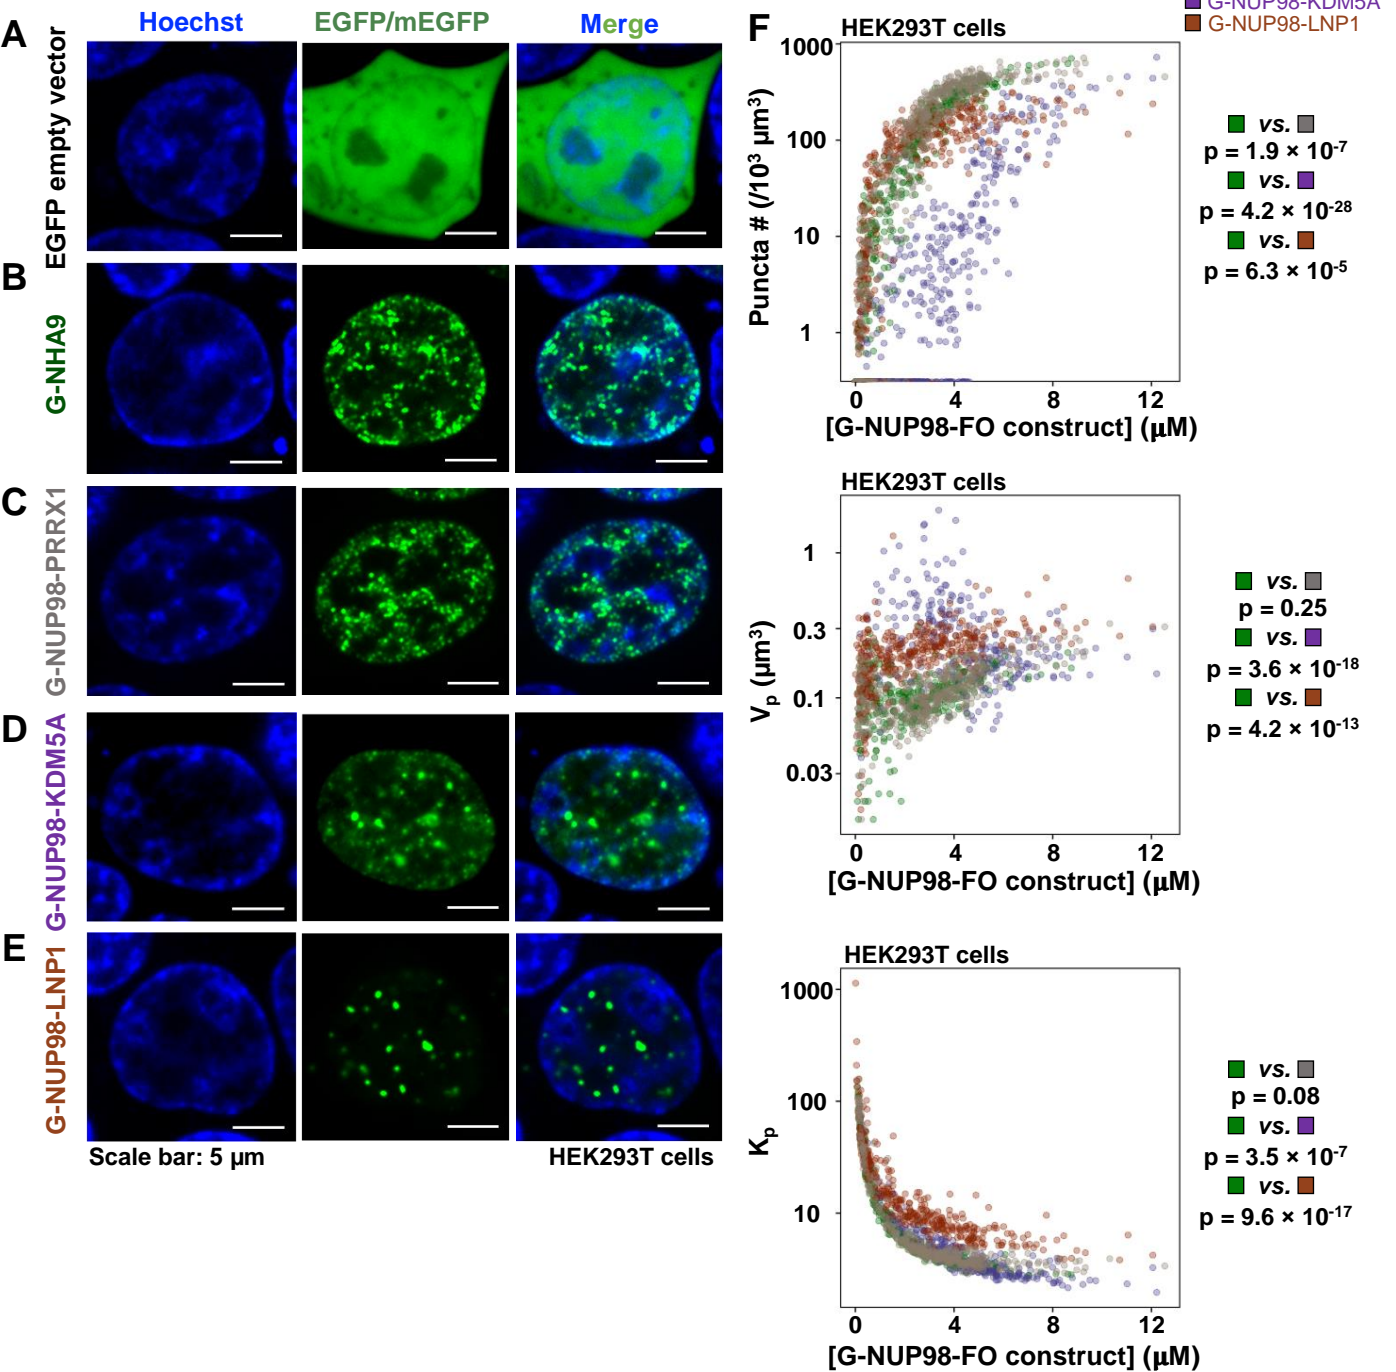 A
Hoechst
EGFP/mEGFP
Merge
EGFP empty vector
B
G-NHA9
C
G-NUP98-PRRX1
D
G-NUP98-KDM5A
E
G-NUP98-LNP1
Scale bar: 5 µm
HEK293T cells
F
G-NUP98-KDM5A
G-NUP98-LNP1
HEK293T cells
Puncta # (/10³ µm³)
1000
100
10
1
0 4 8 12
[G-NUP98-FO construct] (µM)
vs.
p = 1.9 × 10⁻⁷
vs.
p = 4.2 × 10⁻²⁸
vs.
p = 6.3 × 10⁻⁵
HEK293T cells
Vₚ (µm³)
1
0.3
0.1
0.03
0 4 8 12
[G-NUP98-FO construct] (µM)
vs.
p = 0.25
vs.
p = 3.6 × 10⁻¹⁸
vs.
p = 4.2 × 10⁻¹³
HEK293T cells
Kₚ
1000
100
10
0 4 8 12
[G-NUP98-FO construct] (µM)
vs.
p = 0.08
vs.
p = 3.5 × 10⁻⁷
vs.
p = 9.6 × 10⁻¹⁷